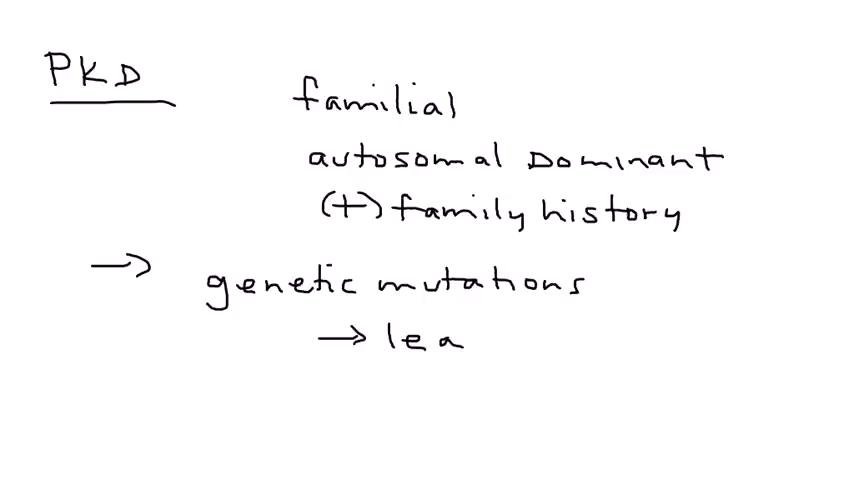 PKD
familial
autosomal Dominant
(+) family history
→ genetic mutations
→ lea